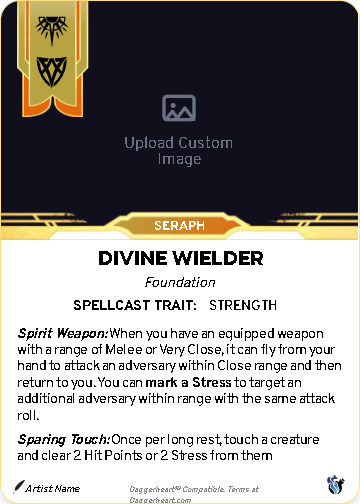 Upload Custom
Image
SERAPH
DIVINE WIELDER
Foundation
SPELLCAST TRAIT: STRENGTH
Spirit Weapon: When you have an equipped weapon
with a range of Melee or Very Close, it can fly from your
hand to attack an adversary within Close range and then
return to you. You can mark a Stress to target an
additional adversary within range with the same attack
roll.
Sparing Touch: Once per long rest, touch a creature
and clear 2 Hit Points or 2 Stress from them
Artist Name
Daggerheart™ Compatible. Terms at
Daggerheart.com